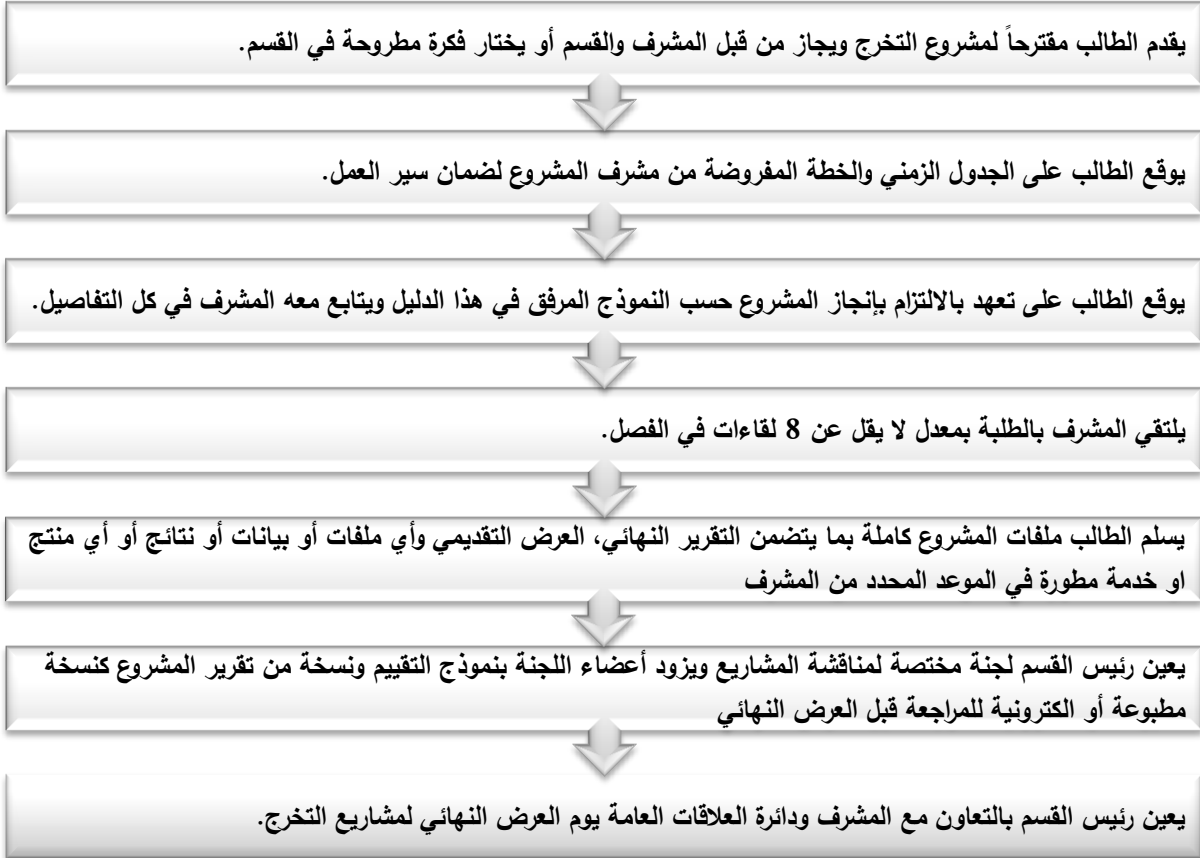 يقدم الطالب مقترحاً لمشروع التخرج ويجاز من قبل المشرف والقسم أو يختار فكرة مطروحة في القسم.
يوقع الطالب على الجدول الزمني والخطة المفروضة من مشرف المشروع لضمان سير العمل.
يوقع الطالب على تعهد بالالتزام بإنجاز المشروع حسب النموذج المرفق في هذا الدليل ويتابع معه المشرف في كل التفاصيل.
يلتقي المشرف بالطلبة بمعدل لا يقل عن 8 لقاءات في الفصل.
يسلم الطالب ملفات المشروع كاملة بما يتضمن التقرير النهائي، العرض التقديمي وأي ملفات أو بيانات أو نتائج أو أي منتج
او خدمة مطورة في الموعد المحدد من المشرف
يعين رئيس القسم لجنة مختصة لمناقشة المشاريع ويزود أعضاء اللجنة بنموذج التقييم ونسخة من تقرير المشروع كنسخة
مطبوعة أو الكترونية للمراجعة قبل العرض النهائي
يعين رئيس القسم بالتعاون مع المشرف ودائرة العلاقات العامة يوم العرض النهائي لمشاريع التخرج.